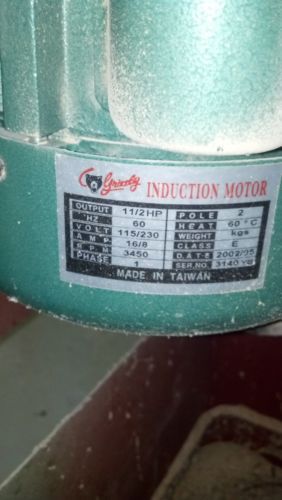 Grizzly INDUCTION MOTOR
OUTPUT 11/2HP POLE 2
HZ 60 HEAT 60°C
VOLT 115/230 WEIGHT kgs
AMP 16/8 CLASS E
RPM 3450 DATE 2002/05
PHASE 1 SER.NO.
MADE IN TAIWAN